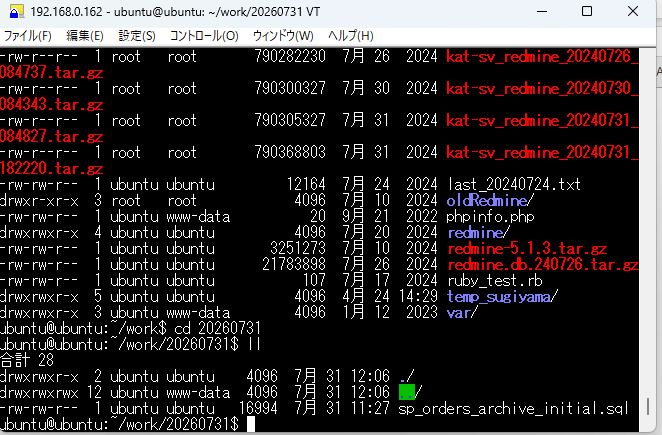 192.168.0.162 - ubuntu@ubuntu: ~/work/20260731 VT
ファイル(F) 編集(E) 設定(S) コントロール(O) ウィンドウ(W) ヘルプ(H)
-rw-r--r-- 1 root root 790282230 7月 26 2024 kat-sv_redmine_20240726_
084737.tar.gz
-rw-r--r-- 1 root root 790300327 7月 30 2024 kat-sv_redmine_20240730_
084343.tar.gz
-rw-r--r-- 1 root root 790305327 7月 31 2024 kat-sv_redmine_20240731_
084827.tar.gz
-rw-r--r-- 1 root root 790368803 7月 31 2024 kat-sv_redmine_20240731_
182220.tar.gz
-rw-rw-r-- 1 ubuntu ubuntu 12164 7月 24 2024 last_20240724.txt
drwxr-xr-x 3 root root 4096 7月 10 2024 oldRedmine/
-rw-rw-r-- 1 ubuntu www-data 20 9月 21 2022 phpinfo.php
drwxrwxr-x 4 ubuntu ubuntu 4096 7月 20 2024 redmine/
-rw-rw-r-- 1 ubuntu ubuntu 3251273 7月 10 2024 redmine-5.1.3.tar.gz
-rw-rw-r-- 1 ubuntu ubuntu 21783898 7月 26 2024 redmine.db.240726.tar.gz
-rw-rw-r-- 1 ubuntu ubuntu 107 7月 17 2024 ruby_test.rb
drwxrwxr-x 5 ubuntu ubuntu 4096 4月 24 14:29 temp_sugiyama/
drwxrwxr-x 3 ubuntu www-data 4096 1月 12 2023 var/
ubuntu@ubuntu:~/work$ cd 20260731
ubuntu@ubuntu:~/work/20260731$ ll
合計 28
drwxrwxr-x 2 ubuntu ubuntu 4096 7月 31 12:06 ./
drwxrwxrwx 12 ubuntu www-data 4096 7月 31 12:06 ../
-rw-rw-r-- 1 ubuntu ubuntu 16994 7月 31 11:27 sp_orders_archive_initial.sql
ubuntu@ubuntu:~/work/20260731$